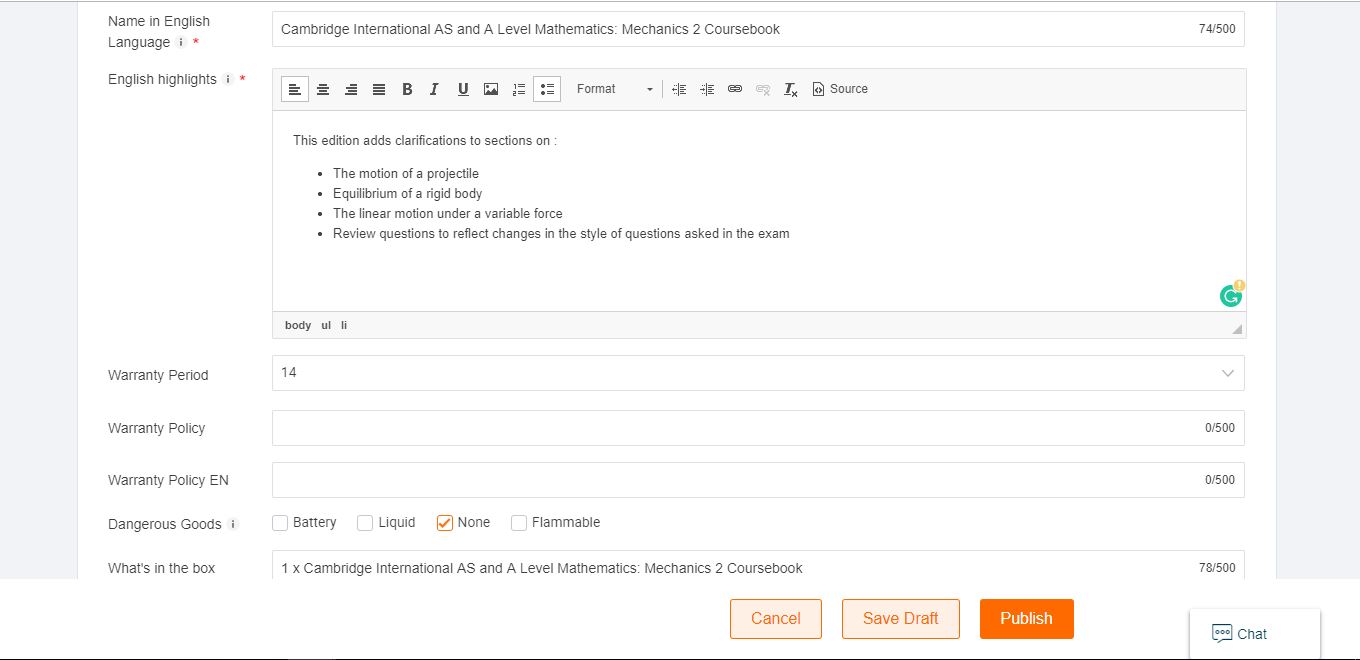 Name in English
Language i *
Cambridge International AS and A Level Mathematics: Mechanics 2 Coursebook
74/500
English highlights i *
B I U Format Source
This edition adds clarifications to sections on :
• The motion of a projectile
• Equilibrium of a rigid body
• The linear motion under a variable force
• Review questions to reflect changes in the style of questions asked in the exam
body ul li
Warranty Period
14
Warranty Policy
0/500
Warranty Policy EN
0/500
Dangerous Goods i
Battery Liquid None Flammable
What's in the box
1 x Cambridge International AS and A Level Mathematics: Mechanics 2 Coursebook
78/500
Cancel Save Draft Publish
Chat